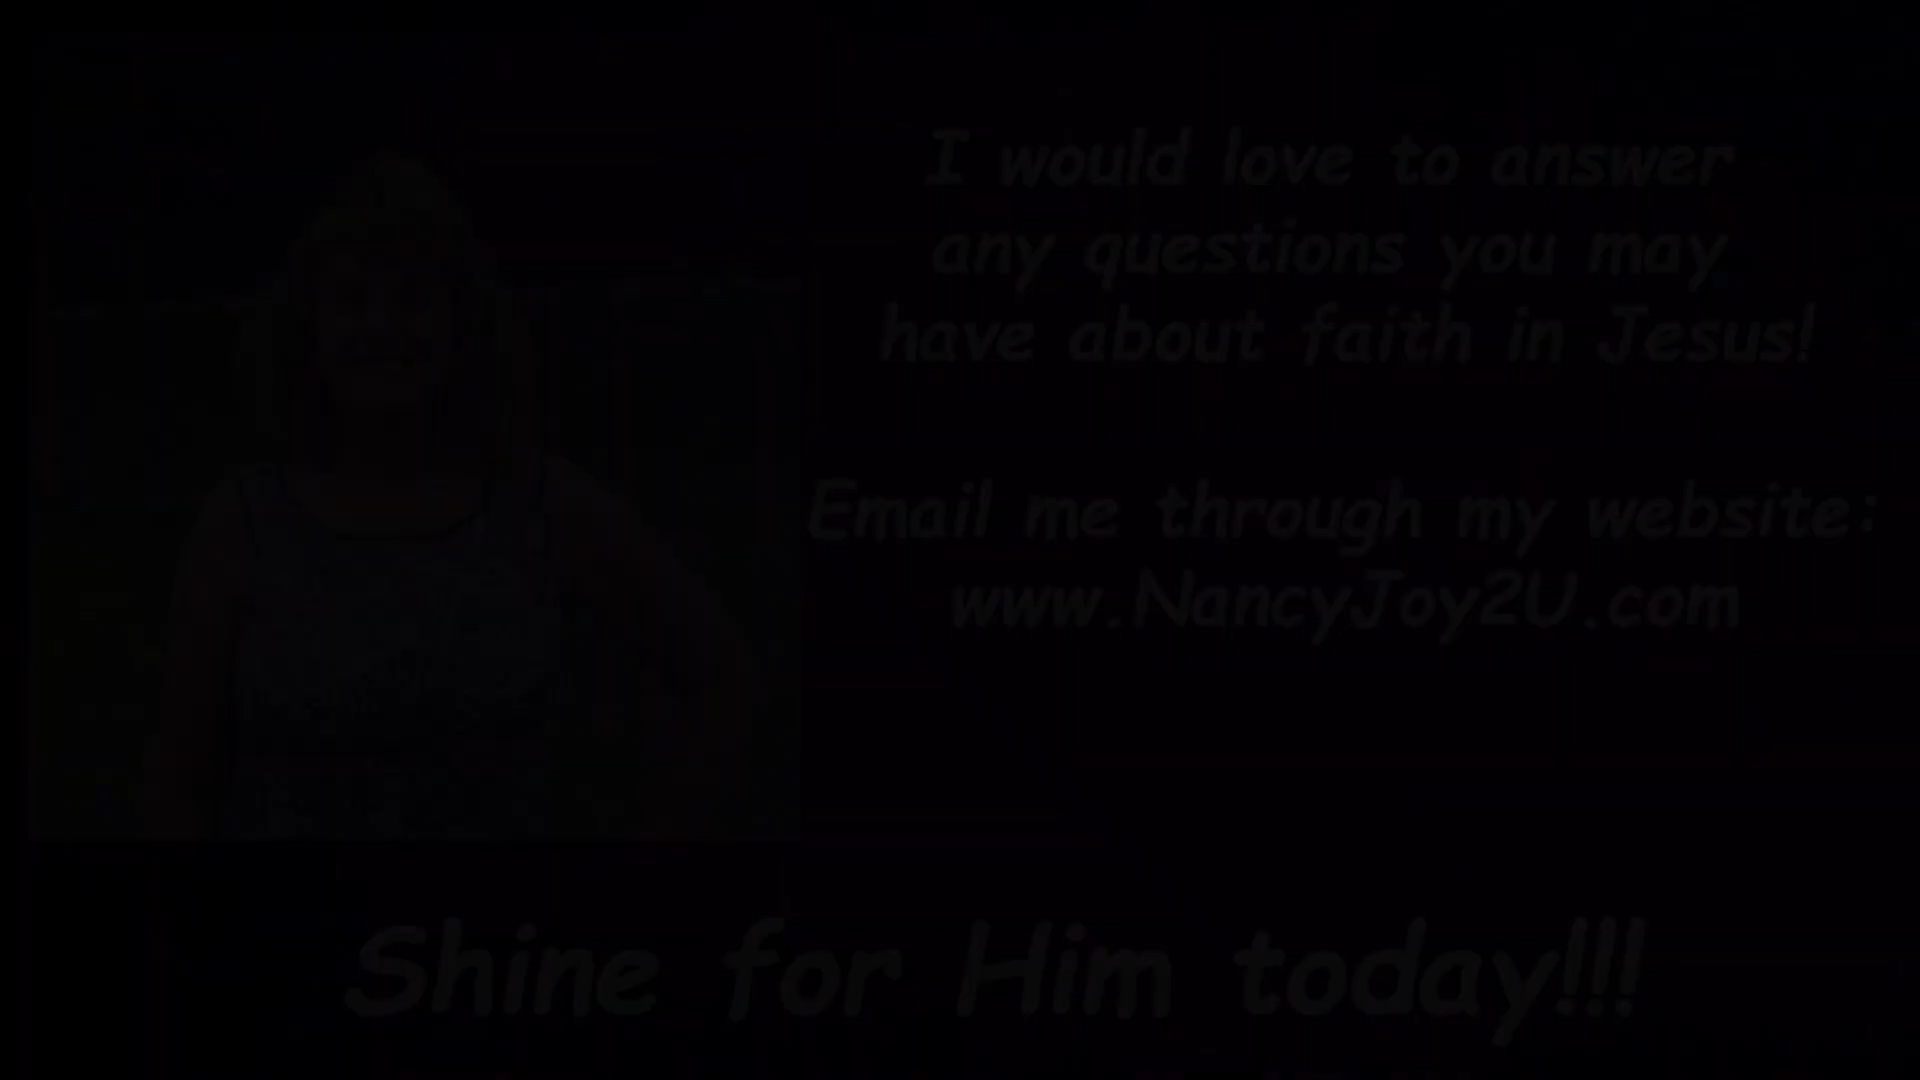 I would love to answer
any questions you may
have about faith in Jesus!
Email me through my website:
www.NancyJoy2U.com
Shine for Him today!!!